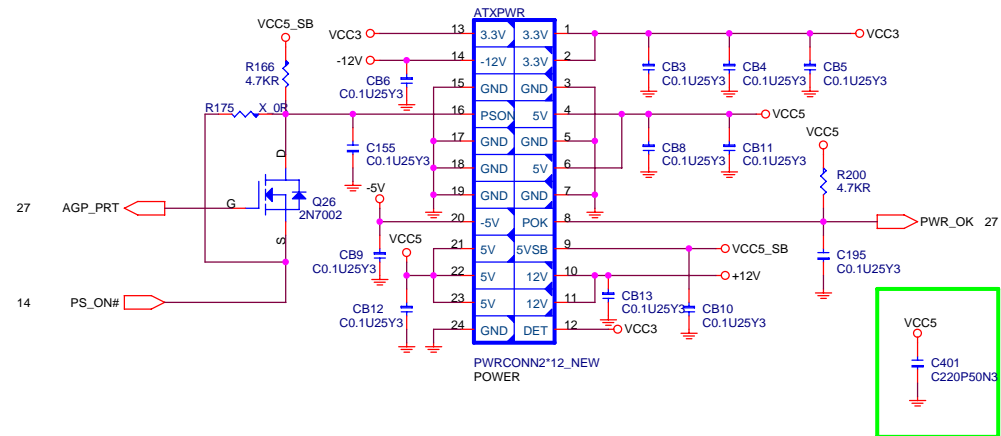 ATXPWR
VCC5_SB
VCC3
13
3.3V
3.3V
1
VCC3
-12V
14
-12V
3.3V
2
R166
4.7KR
CB6
C0.1U25Y3
15
GND
GND
3
CB3
C0.1U25Y3
CB4
C0.1U25Y3
CB5
C0.1U25Y3
R175
X_0R
16
PSON
5V
4
VCC5
17
GND
GND
5
C155
C0.1U25Y3
CB8
C0.1U25Y3
CB11
C0.1U25Y3
VCC5
D
18
GND
5V
6
R200
4.7KR
-5V
19
GND
GND
7
27
AGP_PRT
G
Q26
2N7002
S
20
-5V
POK
8
PWR_OK
27
VCC5
21
5V
5VSB
9
VCC5_SB
CB9
C0.1U25Y3
C195
C0.1U25Y3
22
5V
12V
10
+12V
14
PS_ON#
CB12
C0.1U25Y3
23
5V
12V
11
CB13
C0.1U25Y3
CB10
C0.1U25Y3
24
GND
DET
12
VCC3
VCC5
PWRCONN2*12_NEW
POWER
C401
C220P50N3